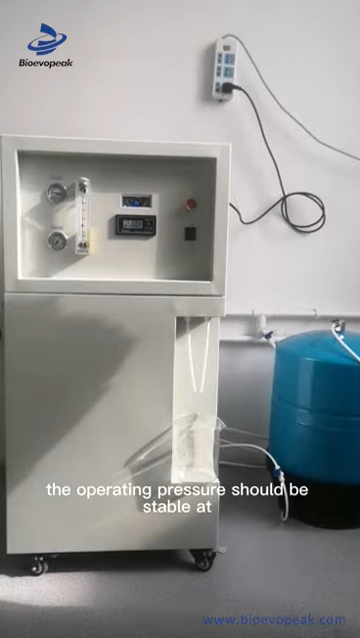 Bioevopeak
the operating pressure should be
stable at
www.bioevopeak.com